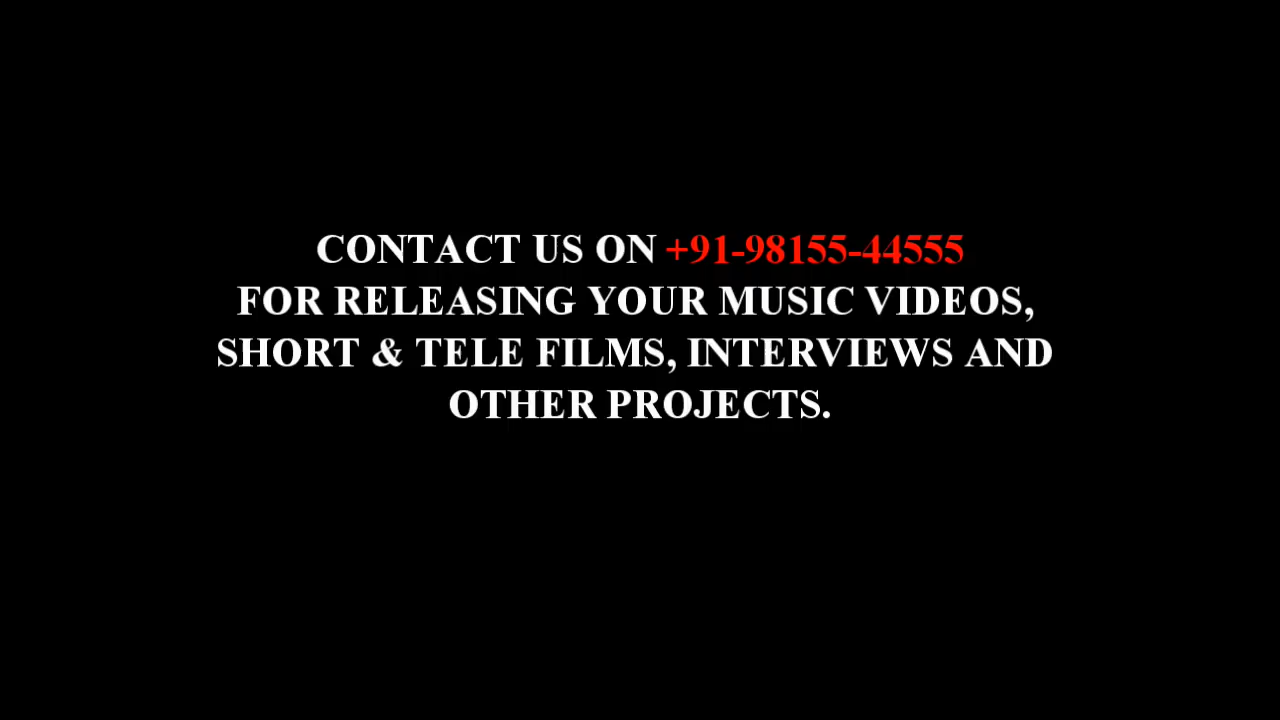 CONTACT US ON +91-98155-44555
FOR RELEASING YOUR MUSIC VIDEOS,
SHORT & TELE FILMS, INTERVIEWS AND
OTHER PROJECTS.